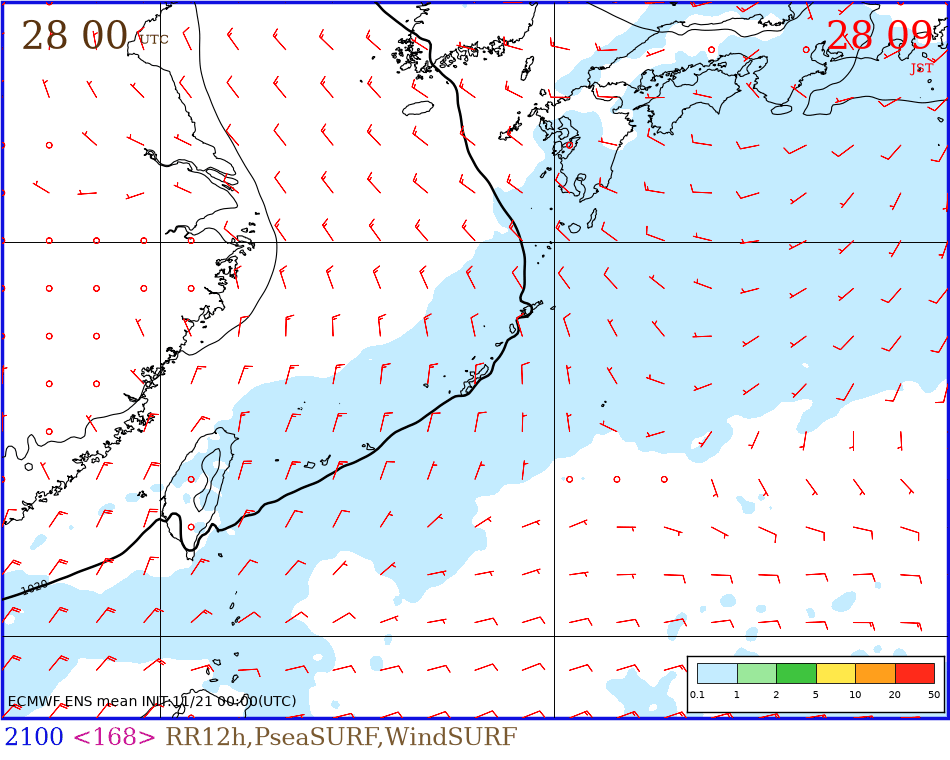 28 00 UTC
28 09
JST
1020
ECMWF ENS mean INIT:11/21 00:00(UTC)
0.1 1 2 5 10 20 50
2100 <168> RR12h,PseaSURF,WindSURF